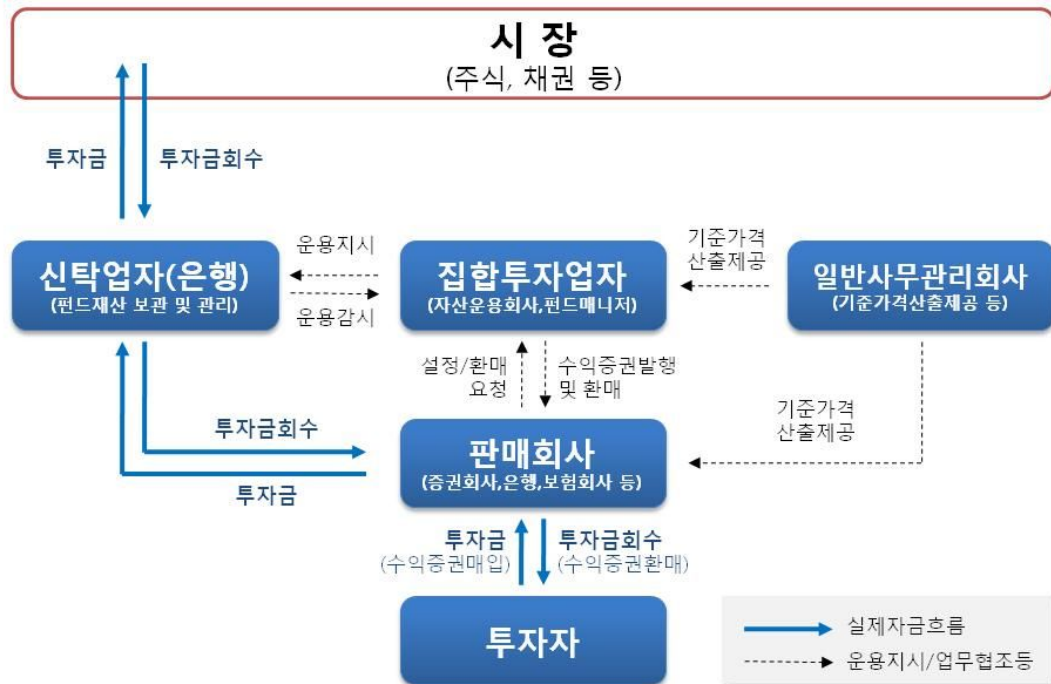 시 장
(주식, 채권 등)
투자금
투자금회수
신탁업자(은행)
(펀드재산 보관 및 관리)
운용지시
운용감시
집합투자업자
(자산운용회사,펀드매니저)
기준가격
산출제공
일반사무관리회사
(기준가격산출제공 등)
설정/환매
요청
수익증권발행
및 환매
기준가격
산출제공
투자금회수
투자금
판매회사
(증권회사,은행,보험회사 등)
투자금
(수익증권매입)
투자금회수
(수익증권환매)
투자자
실제자금흐름
운용지시/업무협조등